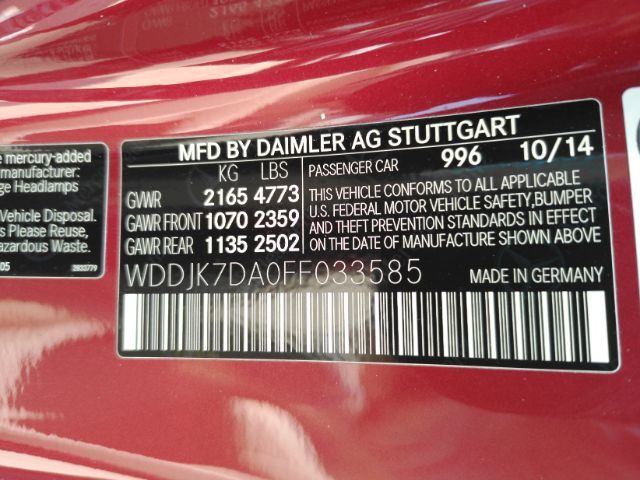 MFD BY DAIMLER AG STUTTGART
KG LBS
GVWR 2165 4773
GAWR FRONT 1070 2359
GAWR REAR 1135 2502
PASSENGER CAR 996 10/14
THIS VEHICLE CONFORMS TO ALL APPLICABLE
U.S. FEDERAL MOTOR VEHICLE SAFETY,BUMPER
AND THEFT PREVENTION STANDARDS IN EFFECT
ON THE DATE OF MANUFACTURE SHOWN ABOVE.
WDDJK7DA0FF033585 MADE IN GERMANY
mercury-added
manufacturer:
Headlamps
Vehicle Disposal.
Please Reuse,
Hazardous Waste.
2833779